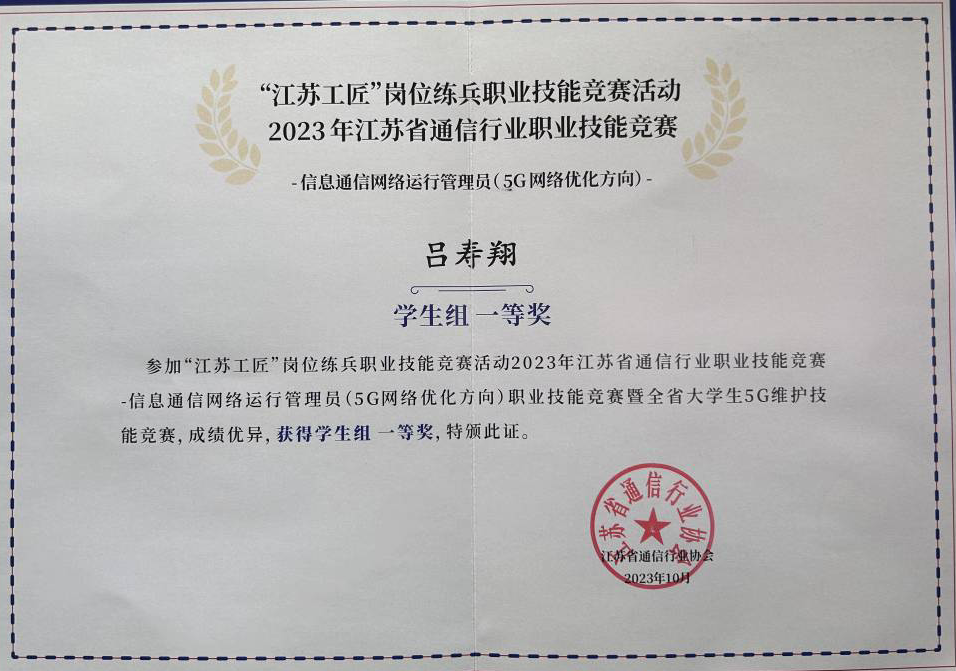 “江苏工匠”岗位练兵职业技能竞赛活动
2023年江苏省通信行业职业技能竞赛
-信息通信网络运行管理员（5G网络优化方向）-
吕寿翔
学生组 一等奖
参加“江苏工匠”岗位练兵职业技能竞赛活动2023年江苏省通信行业职业技能竞赛
-信息通信网络运行管理员（5G网络优化方向）职业技能竞赛暨全省大学生5G维护技
能竞赛，成绩优异，获得学生组 一等奖，特颁此证。
江苏省通信行业协会
江苏省通信行业协会
2023年10月